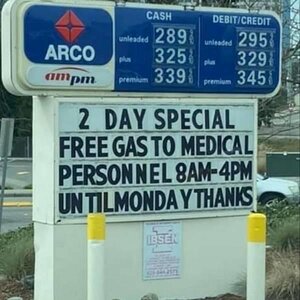 CASH DEBIT/CREDIT
ARCO
ampm
unleaded 289 unleaded 295
plus 325 plus 329
premium 339 premium 345
2 DAY SPECIAL
FREE GAS TO MEDICAL
PERSONNEL 8AM-4PM
UNTIL MONDAY THANKS
IBSEN